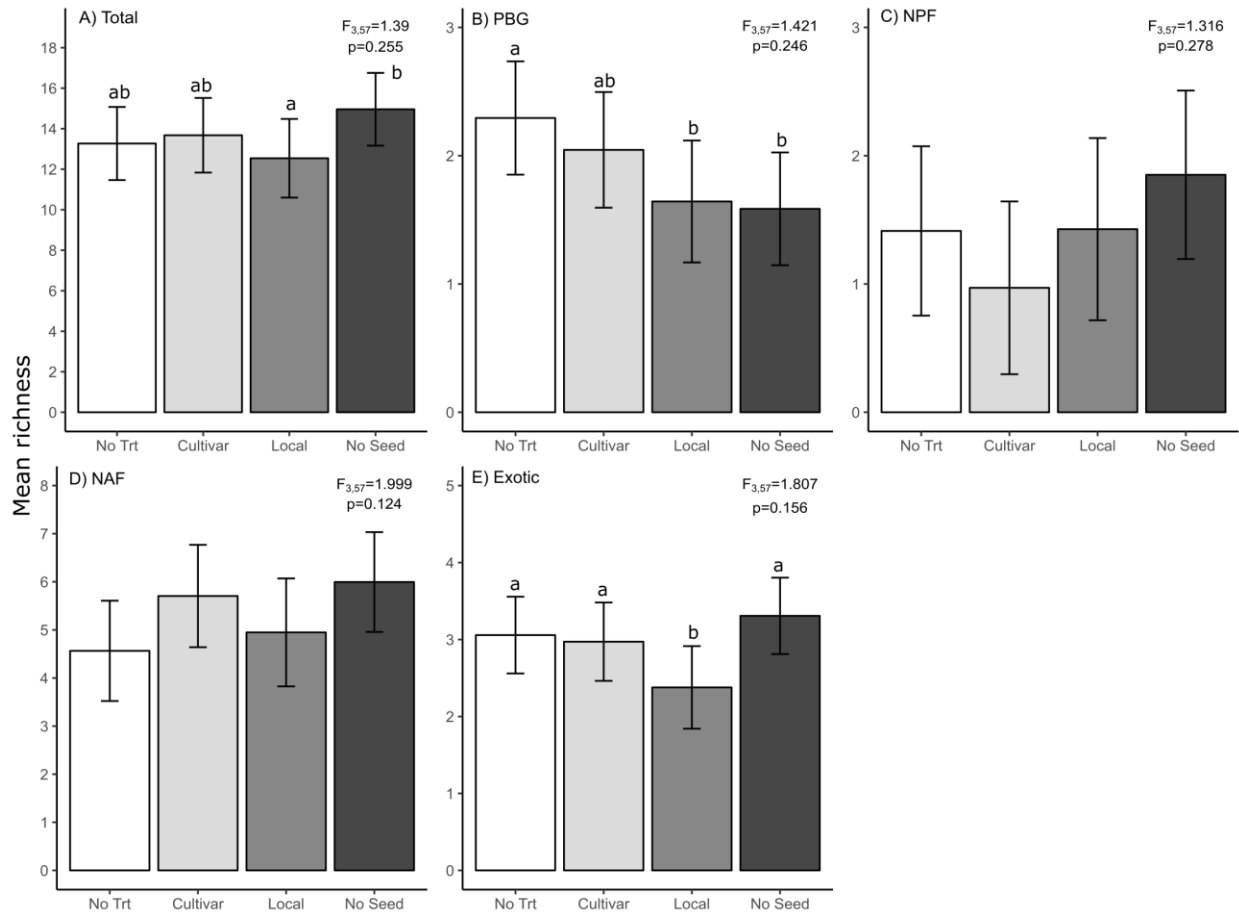 A) Total
F3,57=1.39
p=0.255
18
16
14
12
10
8
6
4
2
0
ab
ab
a
b
No Trt
Cultivar
Local
No Seed
B) PBG
F3,57=1.421
p=0.246
3
2
1
0
a
ab
b
b
No Trt
Cultivar
Local
No Seed
C) NPF
F3,57=1.316
p=0.278
3
2
1
0
No Trt
Cultivar
Local
No Seed
Mean richness
D) NAF
F3,57=1.999
p=0.124
8
7
6
5
4
3
2
1
0
No Trt
Cultivar
Local
No Seed
E) Exotic
F3,57=1.807
p=0.156
5
4
3
2
1
0
a
a
b
a
No Trt
Cultivar
Local
No Seed